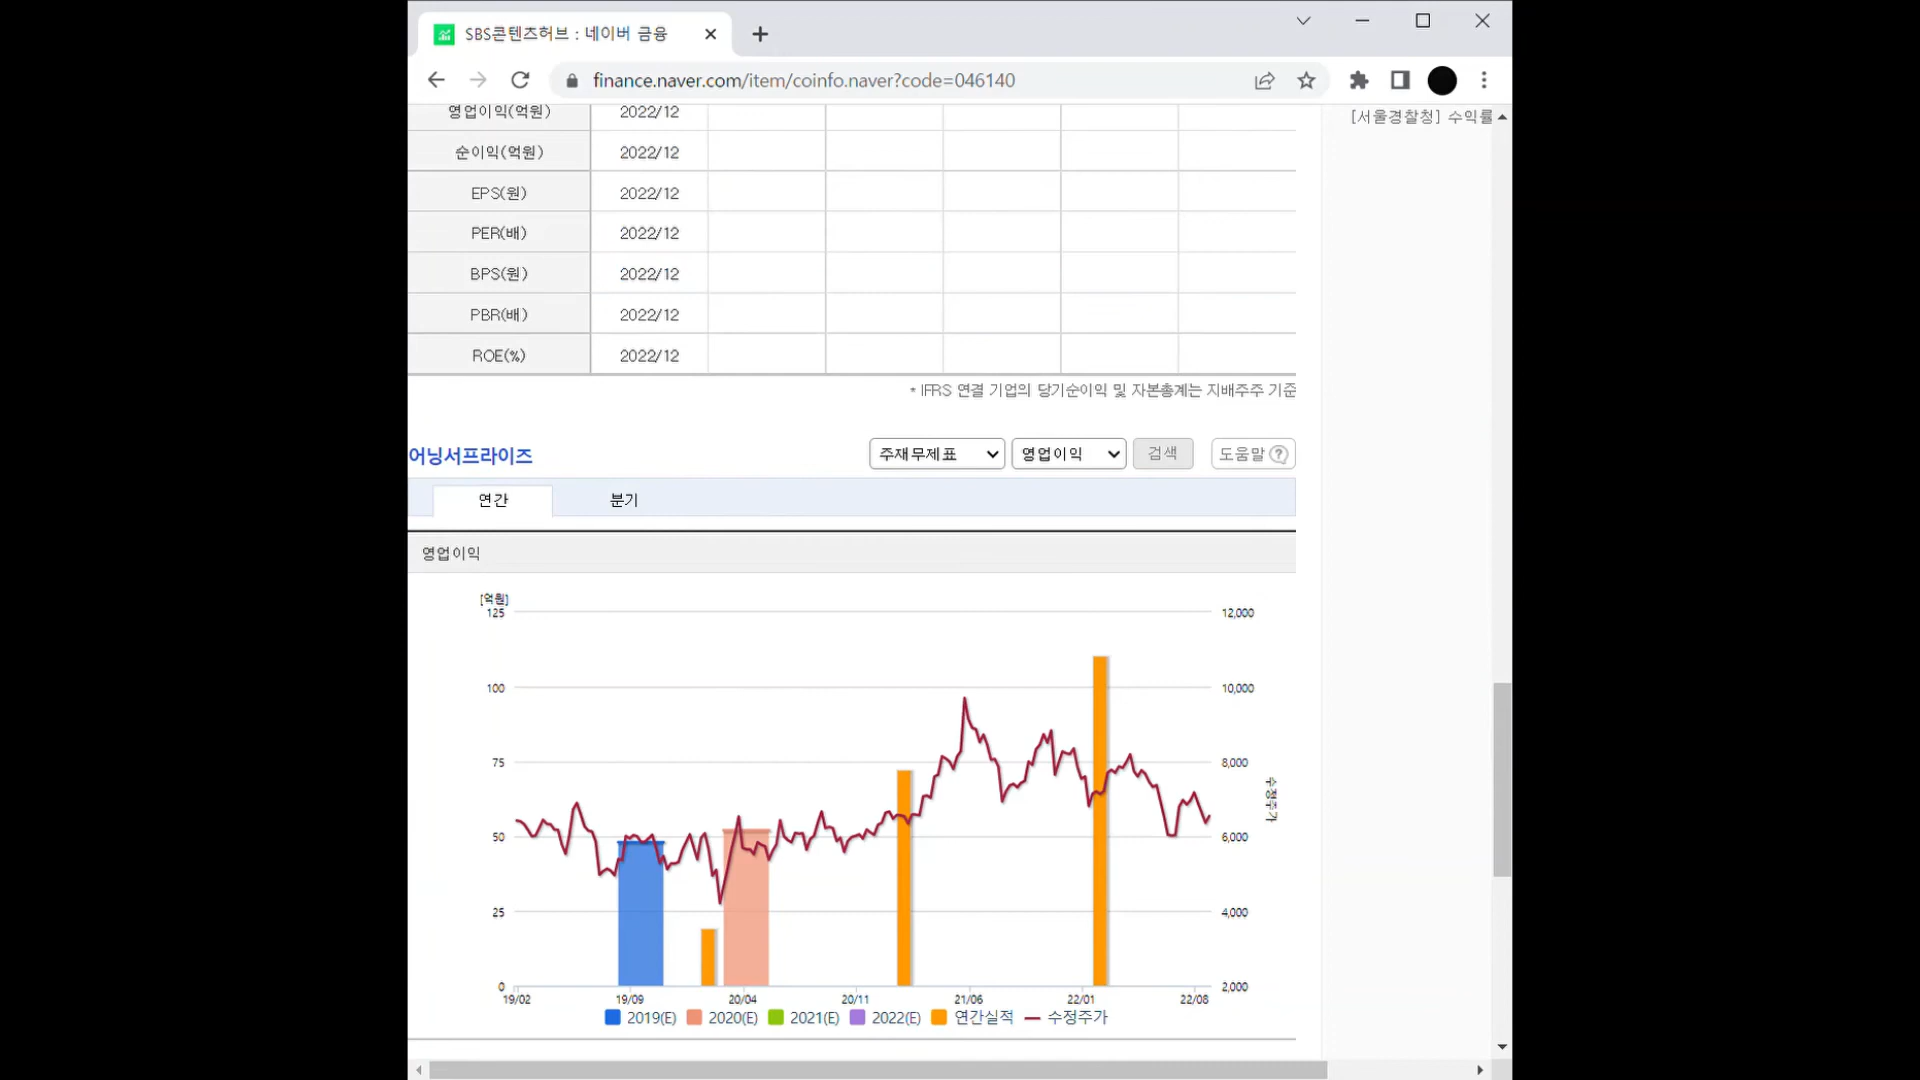 SBS콘텐츠허브 : 네이버 금융
finance.naver.com/item/coinfo.naver?code=046140
[서울경찰청] 수익률
영업이익(억원) 2022/12
순이익(억원) 2022/12
EPS(원) 2022/12
PER(배) 2022/12
BPS(원) 2022/12
PBR(배) 2022/12
ROE(%) 2022/12
* IFRS 연결 기업의 당기순이익 및 자본총계는 지배주주 기준
어닝서프라이즈 주재무제표 영업이익 검색 도움말 ?
연간 분기
영업이익
[억원]
125 12,000
100 10,000
75 8,000
수정주가
50 6,000
25 4,000
0 2,000
19/02 19/09 20/04 20/11 21/06 22/01 22/08
2019(E) 2020(E) 2021(E) 2022(E) 연간실적 수정주가